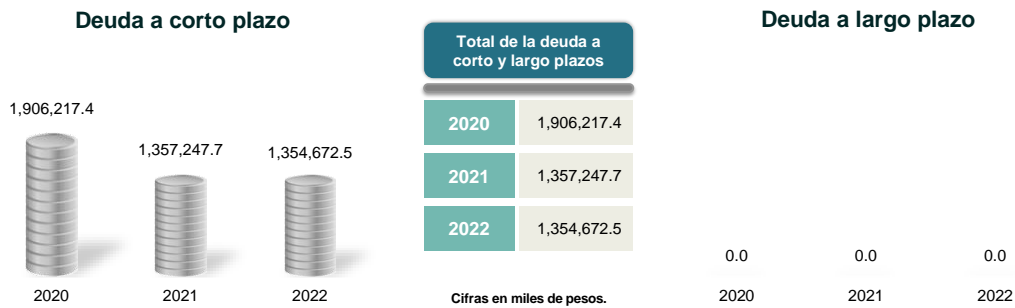 Deuda a corto plazo
1,906,217.4
1,357,247.7
1,354,672.5
2020
2021
2022
Total de la deuda a
corto y largo plazos
2020 1,906,217.4
2021 1,357,247.7
2022 1,354,672.5
Cifras en miles de pesos.
Deuda a largo plazo
0.0 0.0 0.0
2020 2021 2022